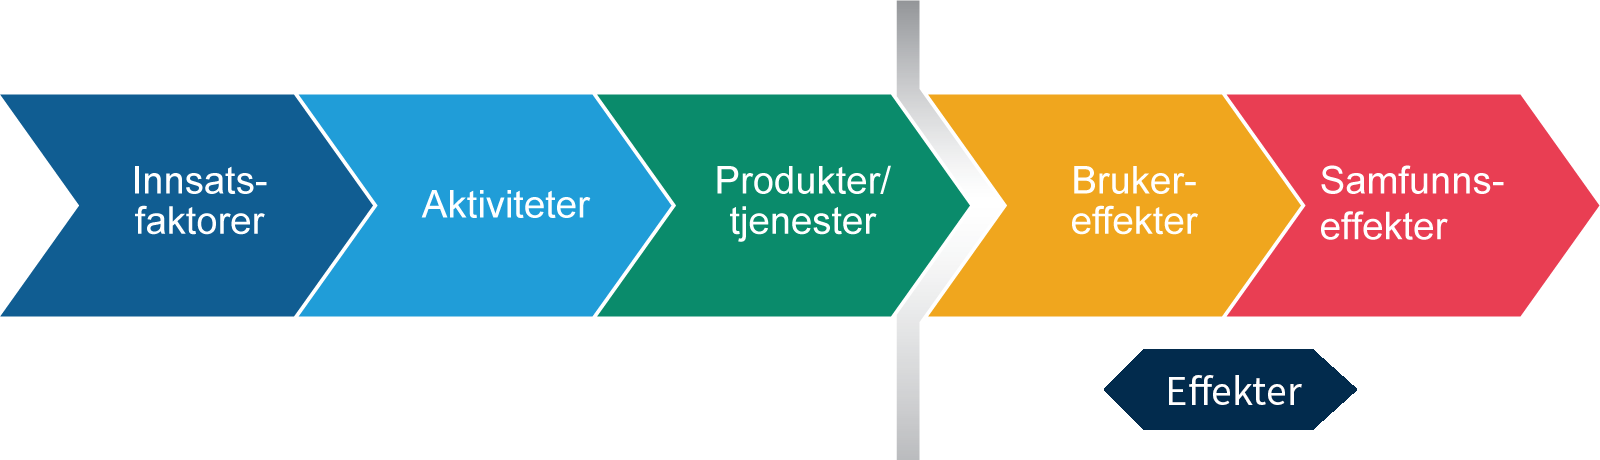 Innsats-
faktorer
Aktiviteter
Produkter/
tjenester
Bruker-
effekter
Samfunns-
effekter
Effekter